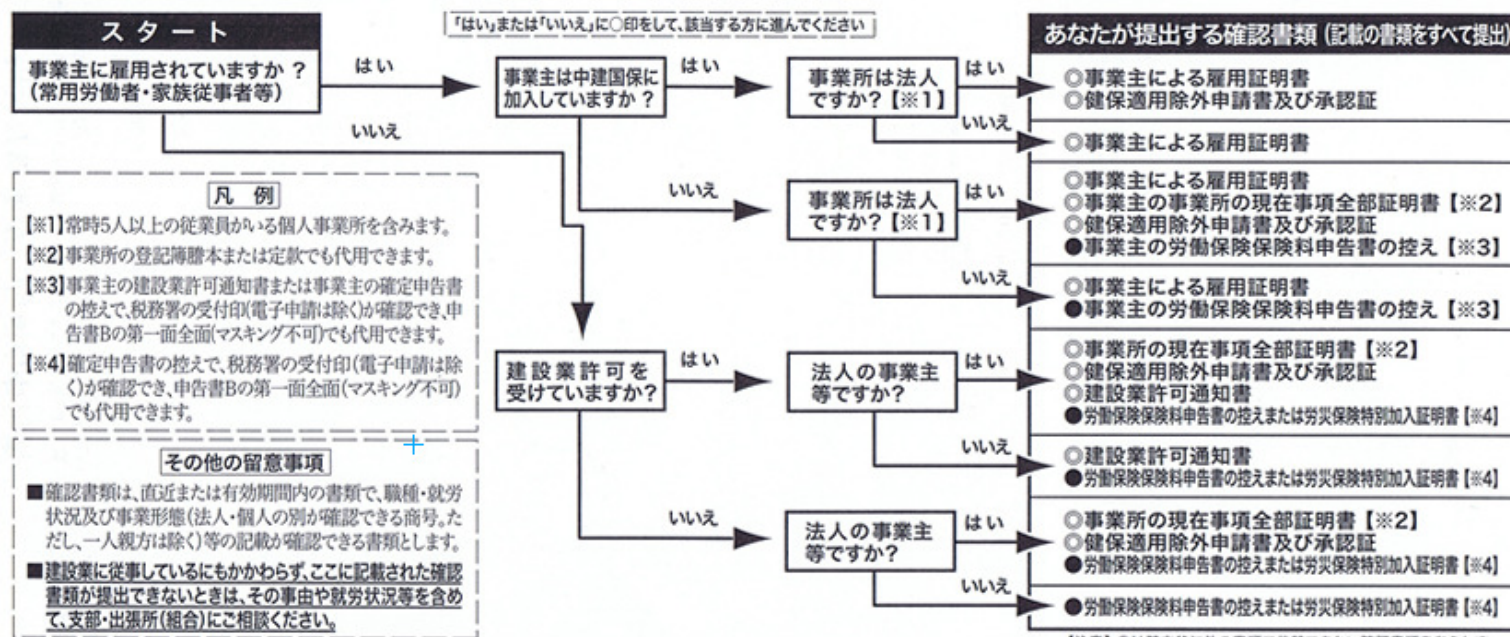 「はい」または「いいえ」に○印をして、該当する方に進んでください
スタート
事業主に雇用されていますか?
(常用労働者・家族従事者等)
はい
いいえ
事業主は中建国保に
加入していますか?
はい
いいえ
事業所は法人
ですか?【※1】
はい
いいえ
事業所は法人
ですか?【※1】
はい
いいえ
建設業許可を
受けていますか?
はい
いいえ
法人の事業主
等ですか?
はい
いいえ
法人の事業主
等ですか?
はい
いいえ
あなたが提出する確認書類(記載の書類をすべて提出)
◎事業主による雇用証明書
◎健保適用除外申請書及び承認証
◎事業主による雇用証明書
◎事業主による雇用証明書
◎事業主の事業所の現在事項全部証明書【※2】
◎健保適用除外申請書及び承認証
●事業主の労働保険保険料申告書の控え【※3】
◎事業主による雇用証明書
●事業主の労働保険保険料申告書の控え【※3】
◎事業所の現在事項全部証明書【※2】
◎健保適用除外申請書及び承認証
◎建設業許可通知書
●労働保険保険料申告書の控えまたは労災保険特別加入証明書【※4】
◎建設業許可通知書
●労働保険保険料申告書の控えまたは労災保険特別加入証明書【※4】
◎事業所の現在事項全部証明書【※2】
◎健保適用除外申請書及び承認証
●労働保険保険料申告書の控えまたは労災保険特別加入証明書【※4】
●労働保険保険料申告書の控えまたは労災保険特別加入証明書【※4】
凡例
【※1】常時5人以上の従業員がいる個人事業所を含みます。
【※2】事業所の登記簿謄本または定款でも代用できます。
【※3】事業主の建設業許可通知書または事業主の確定申告書
の控えで、税務署の受付印(電子申請は除く)が確認でき、申
告書Bの第一面全面(マスキング不可)でも代用できます。
【※4】確定申告書の控えで、税務署の受付印(電子申請は除
く)が確認でき、申告書Bの第一面全面(マスキング不可)
でも代用できます。
その他の留意事項
■確認書類は、直近または有効期間内の書類で、職種・就労
状況及び事業形態(法人・個人の別が確認できる商号。た
だし、一人親方は除く)等の記載が確認できる書類とします。
■建設業に従事しているにもかかわらず、ここに記載された確認
書類が提出できないときは、その事由や就労状況等を含め
て、支部・出張所(組合)にご相談ください。